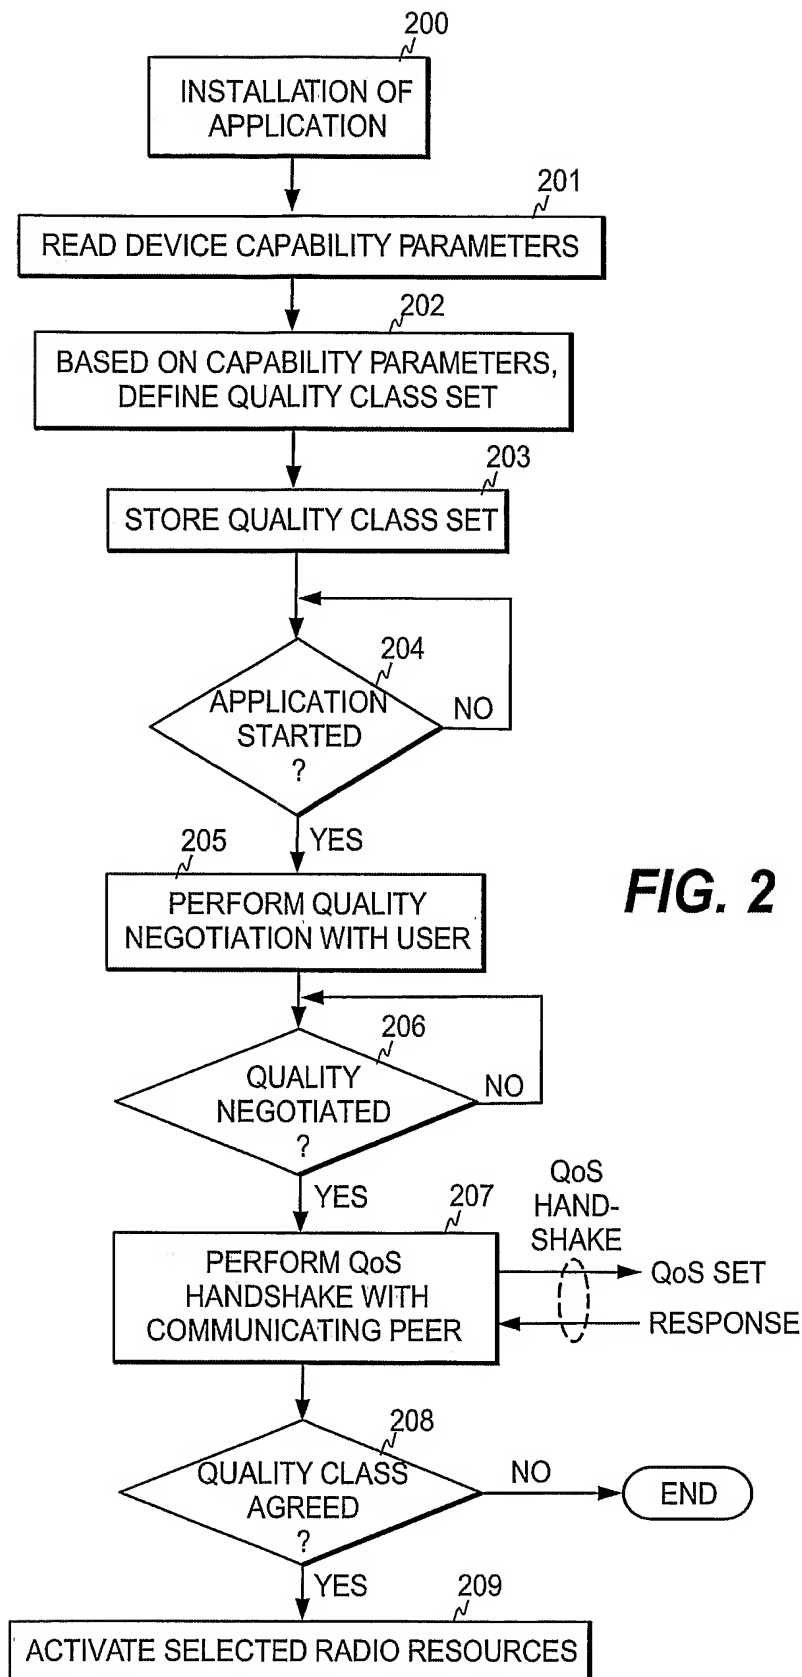 200
INSTALLATION OF
APPLICATION
201
READ DEVICE CAPABILITY PARAMETERS
202
BASED ON CAPABILITY PARAMETERS,
DEFINE QUALITY CLASS SET
203
STORE QUALITY CLASS SET
204
APPLICATION
STARTED
?
NO
YES
205
PERFORM QUALITY
NEGOTIATION WITH USER
FIG. 2
206
QUALITY
NEGOTIATED
?
NO
YES
207
PERFORM QoS
HANDSHAKE WITH
COMMUNICATING PEER
QoS
HAND-
SHAKE
QoS SET
RESPONSE
208
QUALITY CLASS
AGREED
?
NO
END
YES
209
ACTIVATE SELECTED RADIO RESOURCES